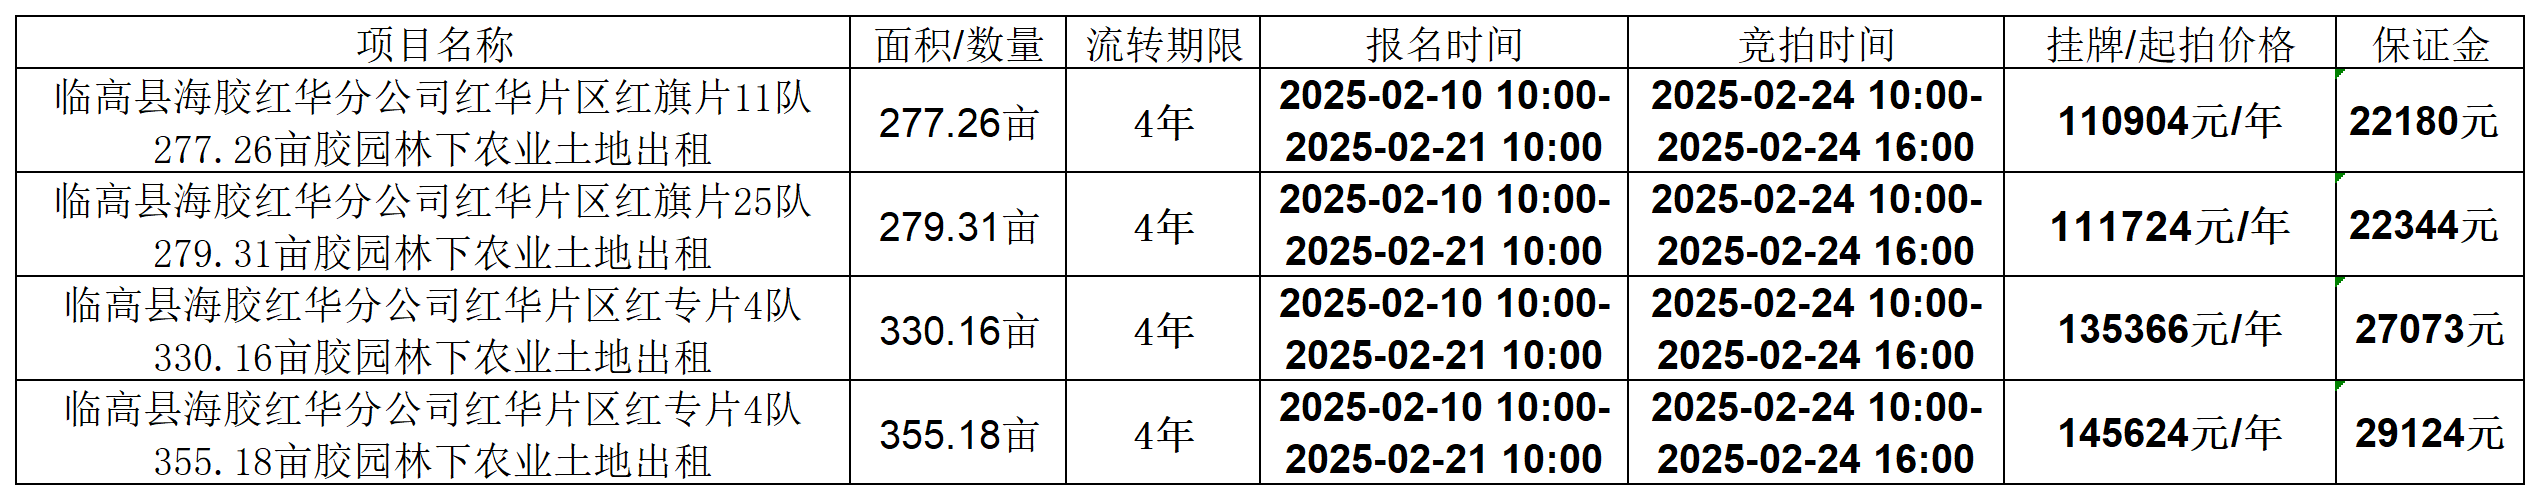 项目名称 面积/数量 流转期限 报名时间 竞拍时间 挂牌/起拍价格 保证金
临高县海胶红华分公司红华片区红旗片11队
277.26亩胶园林下农业土地出租
277.26亩
4年
2025-02-10 10:00-
2025-02-21 10:00
2025-02-24 10:00-
2025-02-24 16:00
110904元/年
22180元
临高县海胶红华分公司红华片区红旗片25队
279.31亩胶园林下农业土地出租
279.31亩
4年
2025-02-10 10:00-
2025-02-21 10:00
2025-02-24 10:00-
2025-02-24 16:00
111724元/年
22344元
临高县海胶红华分公司红华片区红专片4队
330.16亩胶园林下农业土地出租
330.16亩
4年
2025-02-10 10:00-
2025-02-21 10:00
2025-02-24 10:00-
2025-02-24 16:00
135366元/年
27073元
临高县海胶红华分公司红华片区红专片4队
355.18亩胶园林下农业土地出租
355.18亩
4年
2025-02-10 10:00-
2025-02-21 10:00
2025-02-24 10:00-
2025-02-24 16:00
145624元/年
29124元